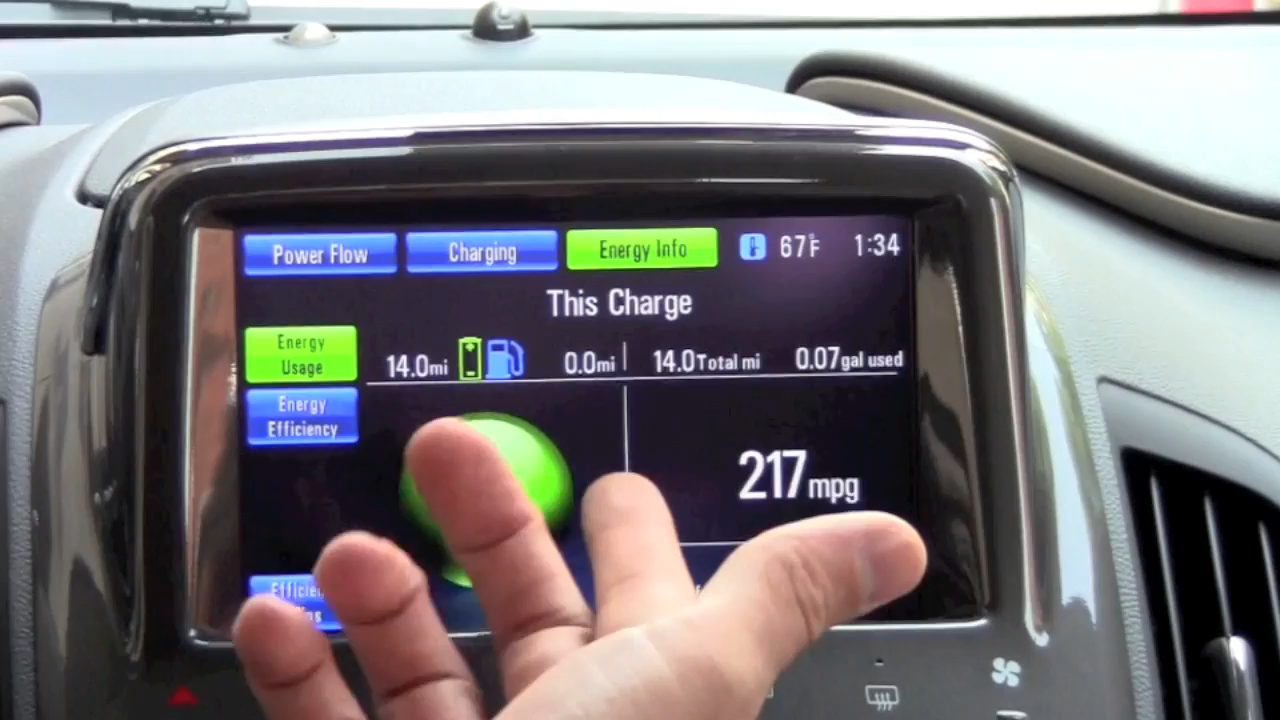 Power Flow Charging Energy Info 67°F 1:34
This Charge
Energy
Usage
14.0mi 0.0mi 14.0Total mi 0.07gal used
Energy
Efficiency
217mpg